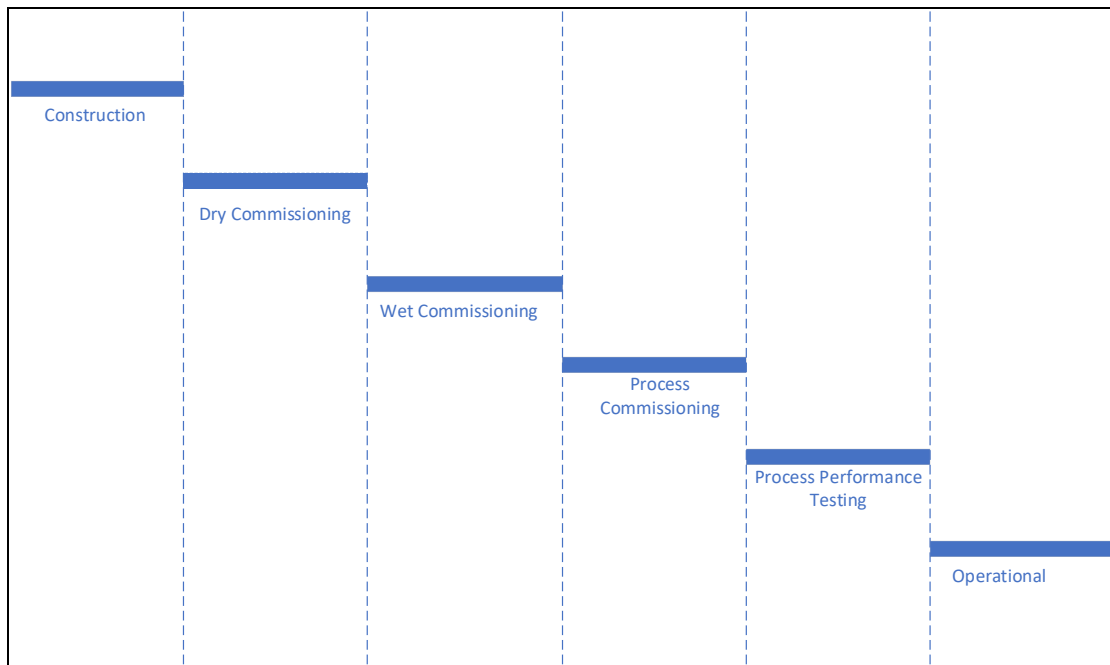 Construction
Dry Commissioning
Wet Commissioning
Process
Commissioning
Process Performance
Testing
Operational